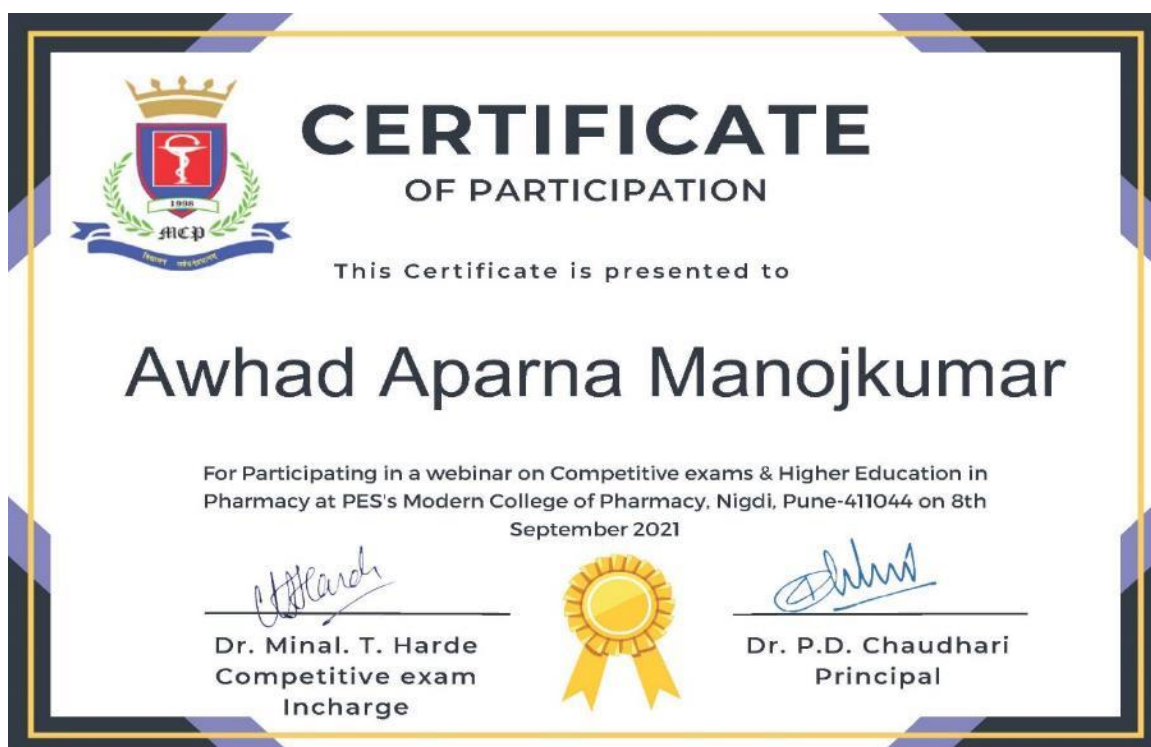 CERTIFICATE
OF PARTICIPATION
1998
MCP
This Certificate is presented to
Awhad Aparna Manojkumar
For Participating in a webinar on Competitive exams & Higher Education in
Pharmacy at PES's Modern College of Pharmacy, Nigdi, Pune-411044 on 8th
September 2021
Dr. Minal. T. Harde
Competitive exam
Incharge
Dr. P.D. Chaudhari
Principal